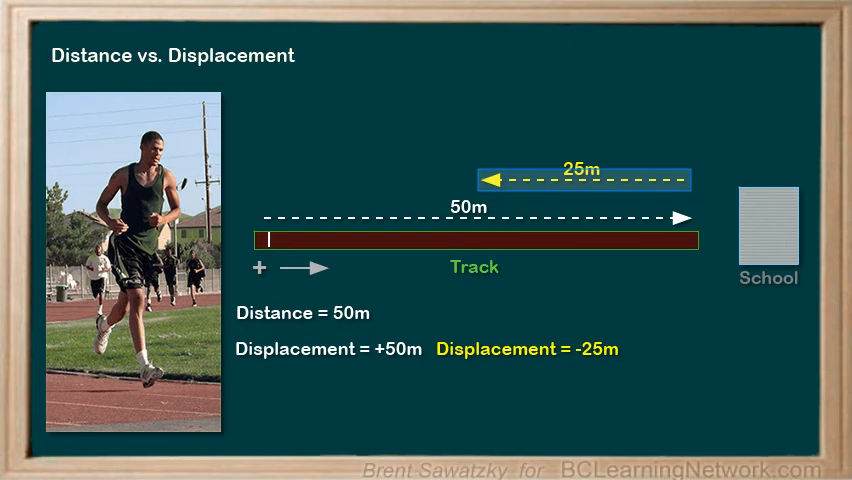 Distance vs. Displacement
25m
50m
+
Track
School
Distance = 50m
Displacement = +50m Displacement = -25m
Brent Sawatzky for BCLearningNetwork.com